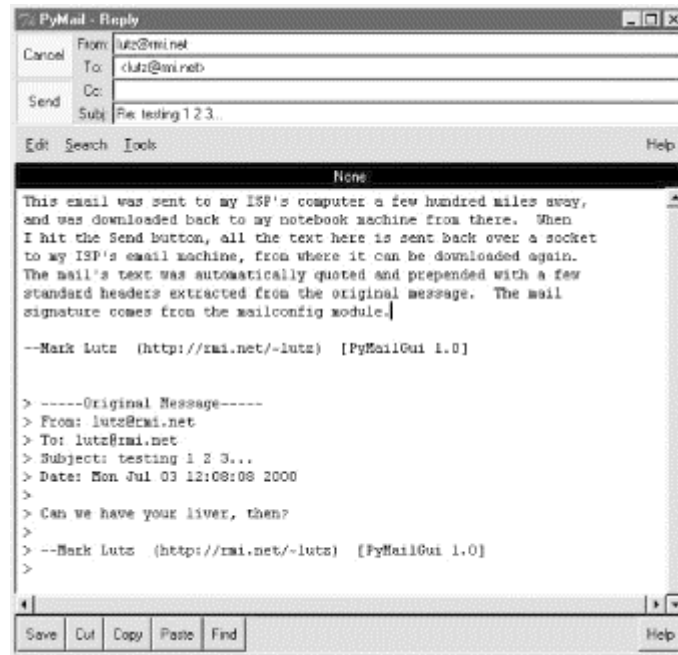 PyMail - Reply
Cancel
From: lutz@rmi.net
To: <lutz@rmi.net>
Send
Cc:
Subj: Re: testing 1 2 3...
Edit Search Tools Help
None
This email was sent to my ISP's computer a few hundred miles away,
and was downloaded back to my notebook machine from there. When
I hit the Send button, all the text here is sent back over a socket
to my ISP's email machine, from where it can be downloaded again.
The mail's text was automatically quoted and prepended with a few
standard headers extracted from the original message. The mail
signature comes from the mailconfig module.
--Mark Lutz (http://rmi.net/~lutz) [PyMailGui 1.0]
> -----Original Message-----
> From: lutz@rmi.net
> To: lutz@rmi.net
> Subject: testing 1 2 3...
> Date: Mon Jul 03 12:08:08 2000
>
> Can we have your liver, then?
>
> --Mark Lutz (http://rmi.net/~lutz) [PyMailGui 1.0]
>
Save Cut Copy Paste Find Help